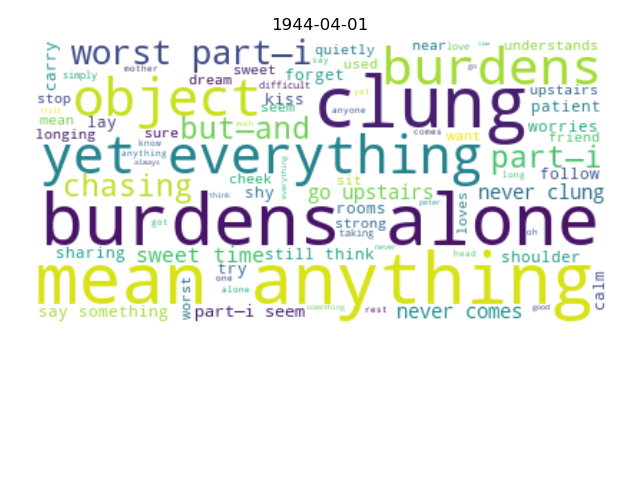 1944-04-01
carry
worst part—i
quietly
near
love
saw
understands
simply
mother
sweet
say
used
burdens
go
stop
object
dream
difficult
forget
yet
clung
upstairs
still
mean
lay
kiss
seem
anyone
patient
longing
sure
but—and
much
comes
want
worries
friend
yet everything
know
anything
always
part—i
chasing
cheek
shy
everything
sit
long
follow
think
go upstairs
never clung
burdens alone
got
rooms
strong
taking
peter
loves
oh
sharing
sweet time
still think
never
head
shoulder
mean anything
try
one
alone
worst
calm
say something
part—i seem
something
rest
never comes
good